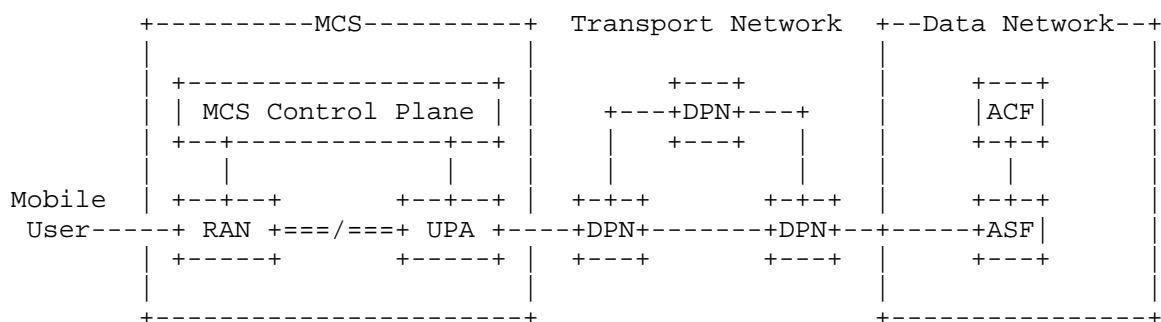 MCS Transport Network Data Network
MCS Control Plane DPN ACF
Mobile
User RAN UPA DPN DPN ASF